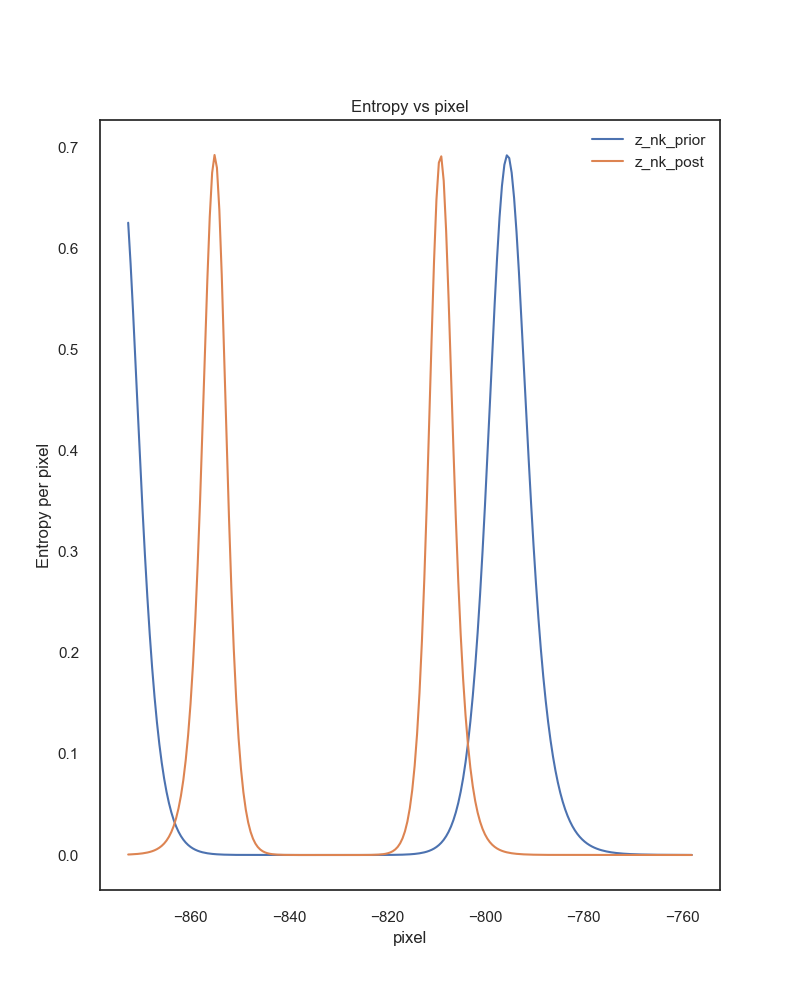 Entropy vs pixel
z_nk_prior
z_nk_post
Entropy per pixel
0.7
0.6
0.5
0.4
0.3
0.2
0.1
0.0
−860 −840 −820 −800 −780 −760
pixel